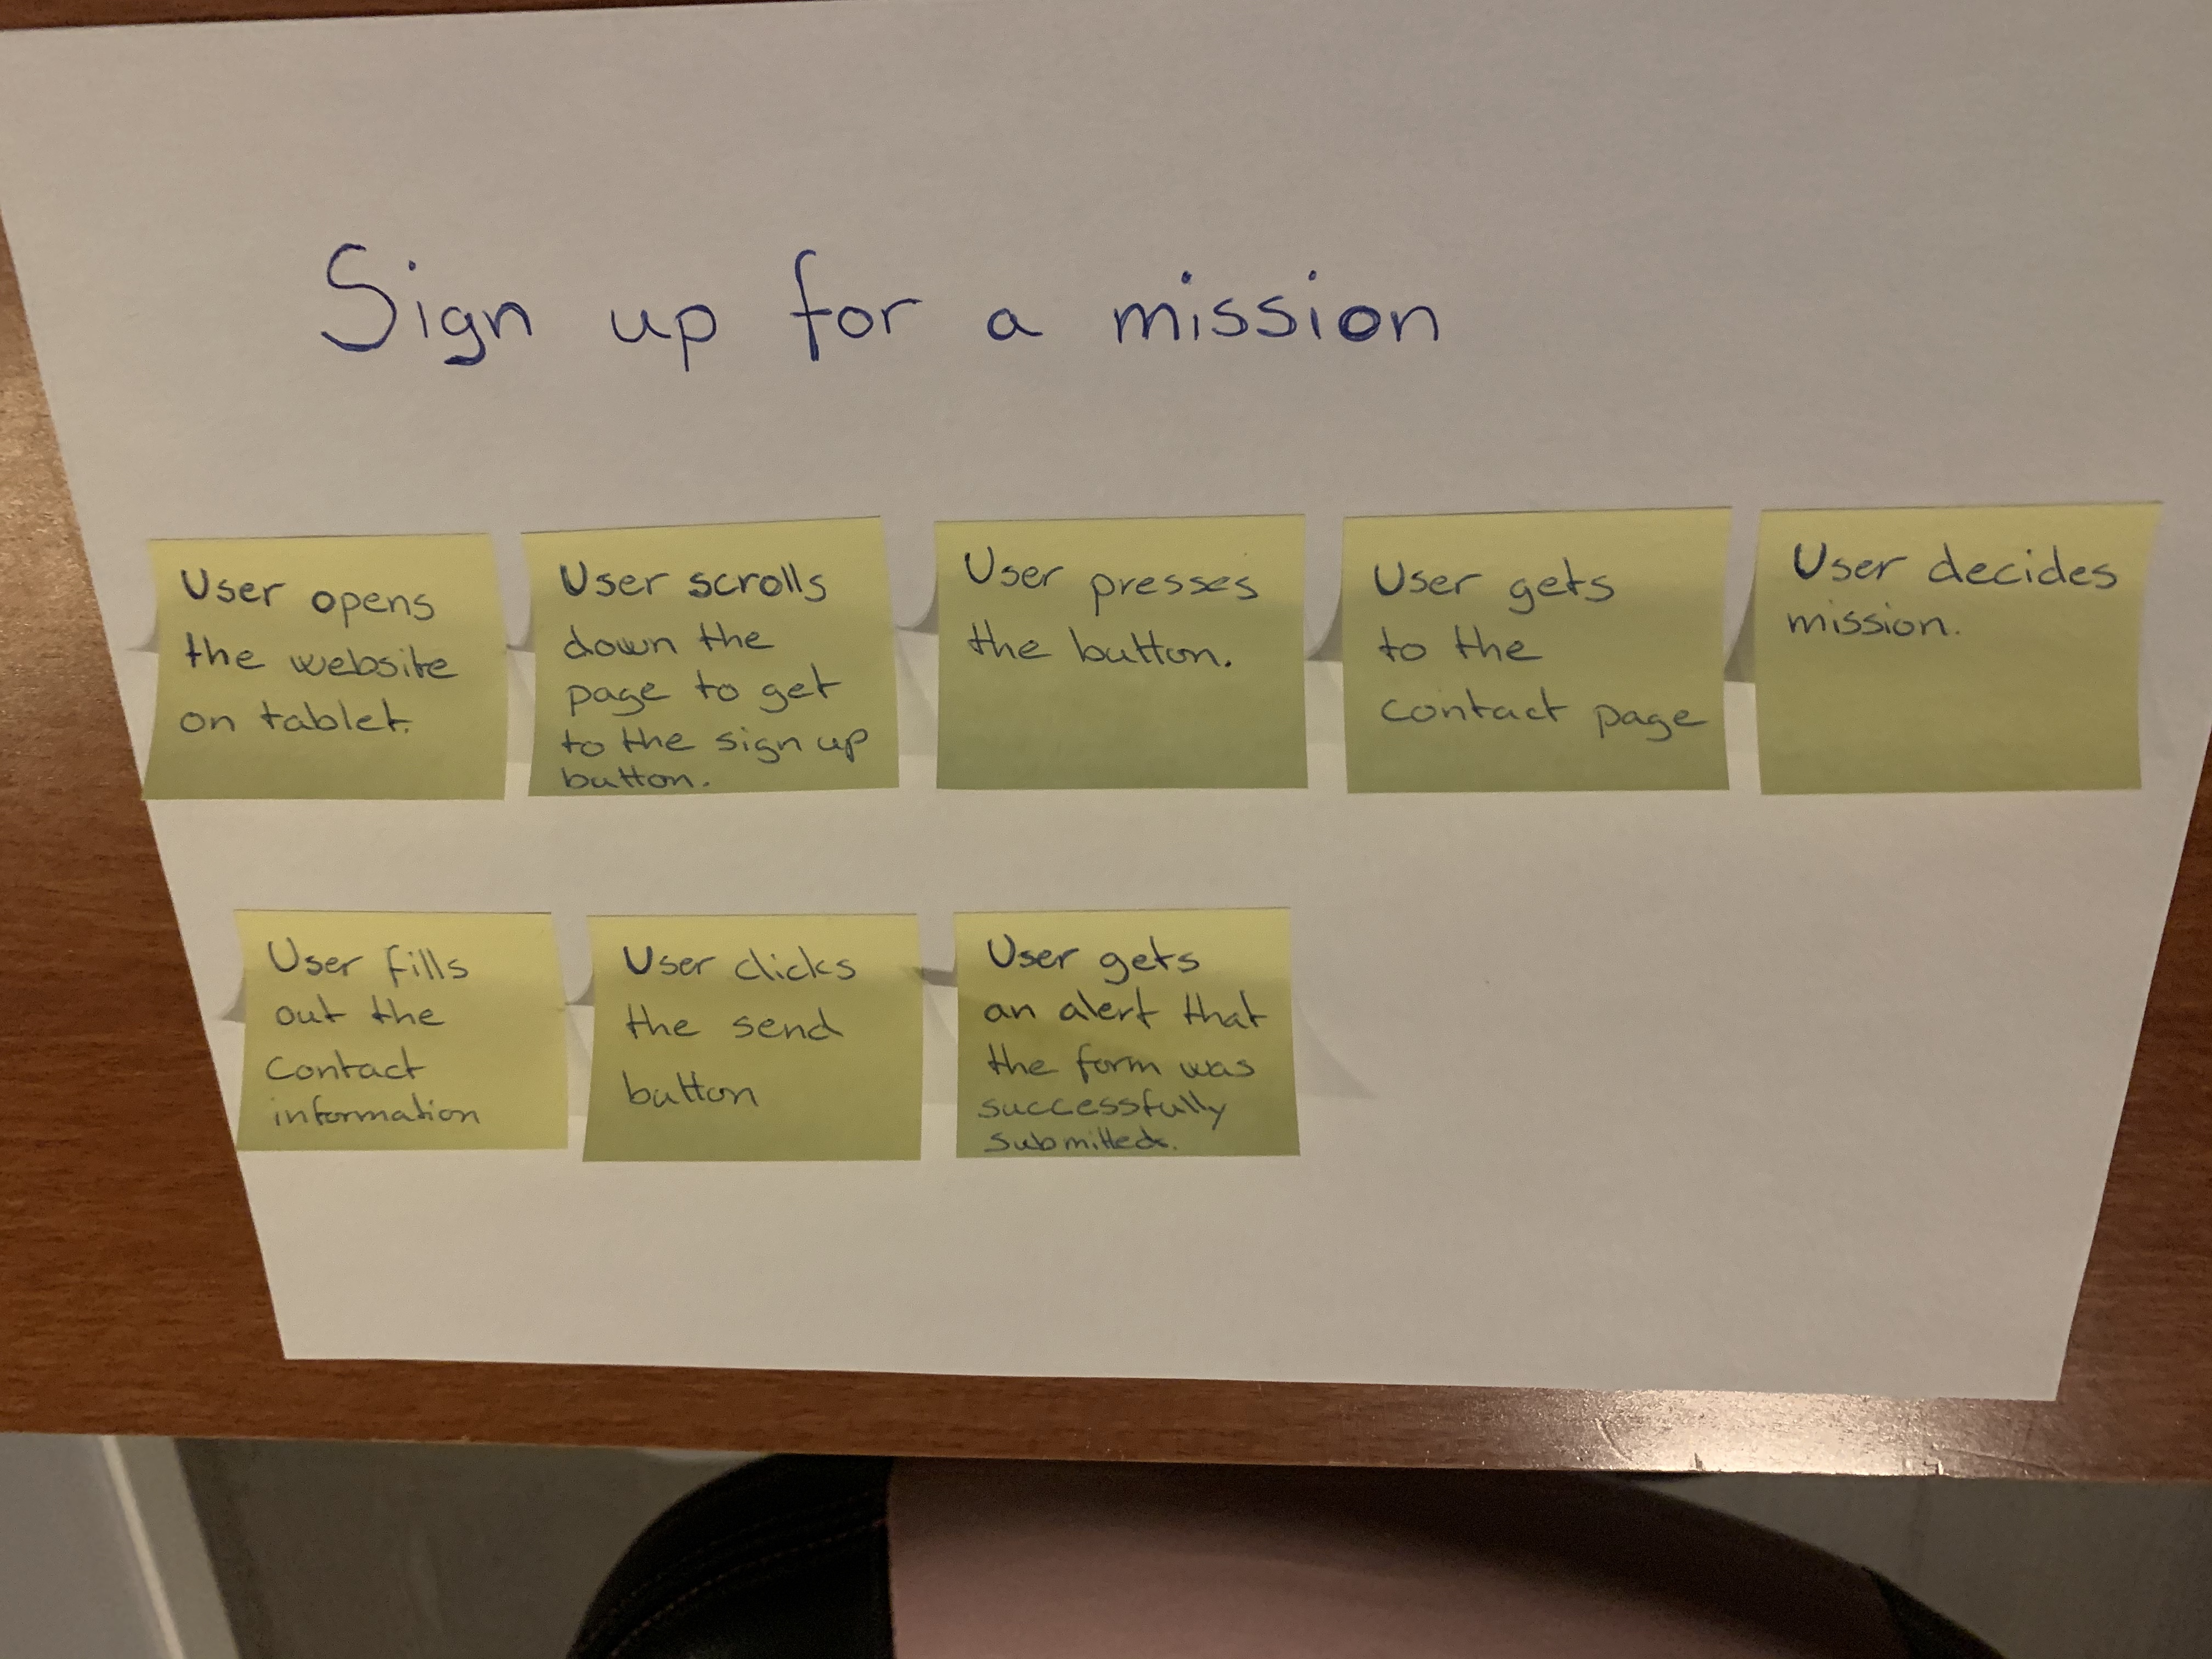 Sign up for a mission
User opens
the website
on tablet.
User scrolls
down the
page to get
to the sign up
button.
User presses
the button.
User gets
to the
contact page
User decides
mission.
User fills
out the
contact
information
User clicks
the send
button
User gets
an alert that
the form was
successfully
submitted.